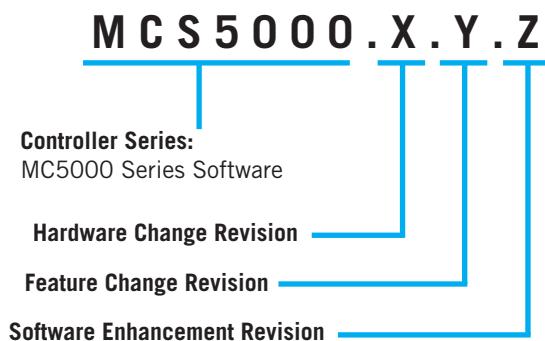 MCS5000.X.Y.Z
Controller Series:
MC5000 Series Software
Hardware Change Revision
Feature Change Revision
Software Enhancement Revision